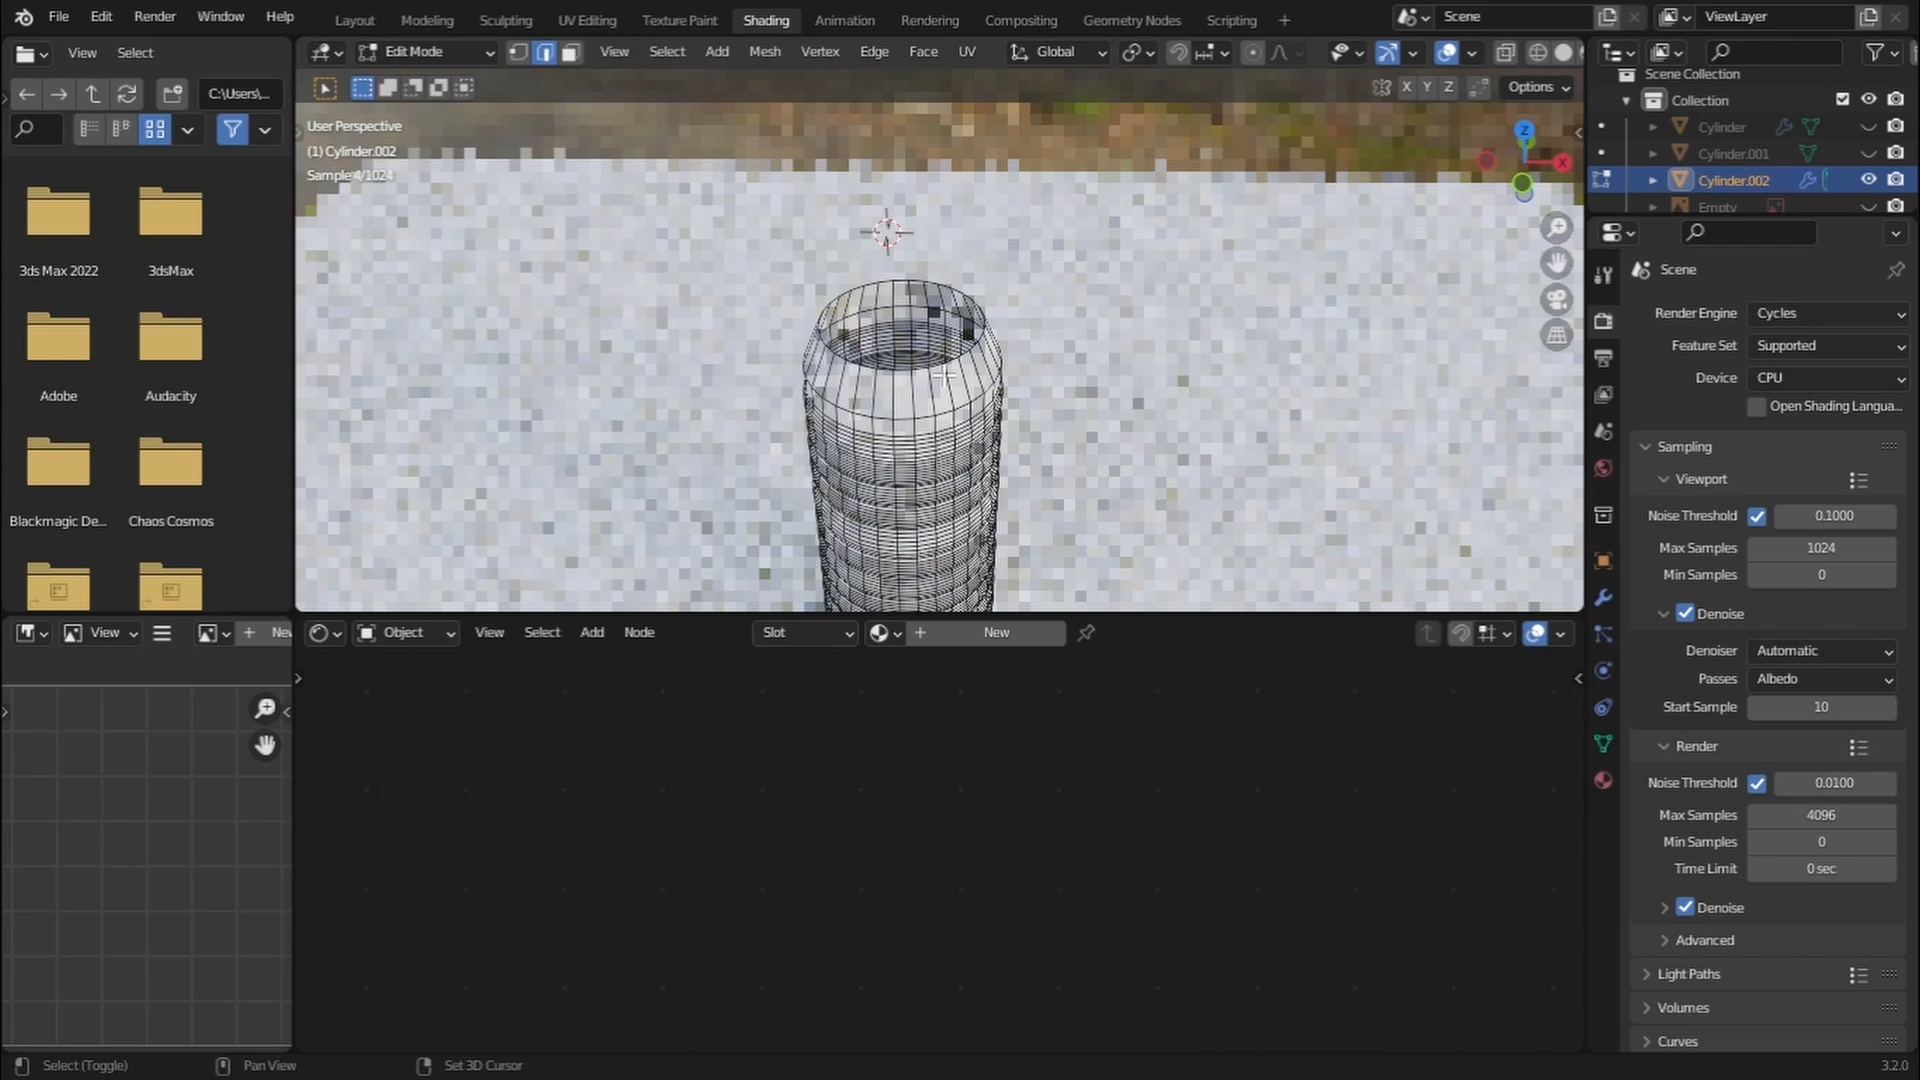 File Edit Render Window Help
Layout Modeling Sculpting UV Editing Texture Paint Shading Animation Rendering Compositing Geometry Nodes Scripting +
Scene
ViewLayer
View Select
C:\Users\...
3ds Max 2022
3dsMax
Adobe
Audacity
Blackmagic De...
Chaos Cosmos
Edit Mode
View Select Add Mesh Vertex Edge Face UV
Global
X Y Z
Options
User Perspective
(1) Cylinder.002
Sample 4/1024
Z
X
Scene Collection
Collection
Cylinder
Cylinder.001
Cylinder.002
Empty
Scene
Render Engine Cycles
Feature Set Supported
Device CPU
Open Shading Langua...
Sampling
Viewport
Noise Threshold 0.1000
Max Samples 1024
Min Samples 0
Denoise
Denoiser Automatic
Passes Albedo
Start Sample 10
Render
Noise Threshold 0.0100
Max Samples 4096
Min Samples 0
Time Limit 0 sec
Denoise
Advanced
Light Paths
Volumes
Curves
View
+ New
Object
View Select Add Node
Slot
+ New
Select (Toggle)
Pan View
Set 3D Cursor
3.2.0